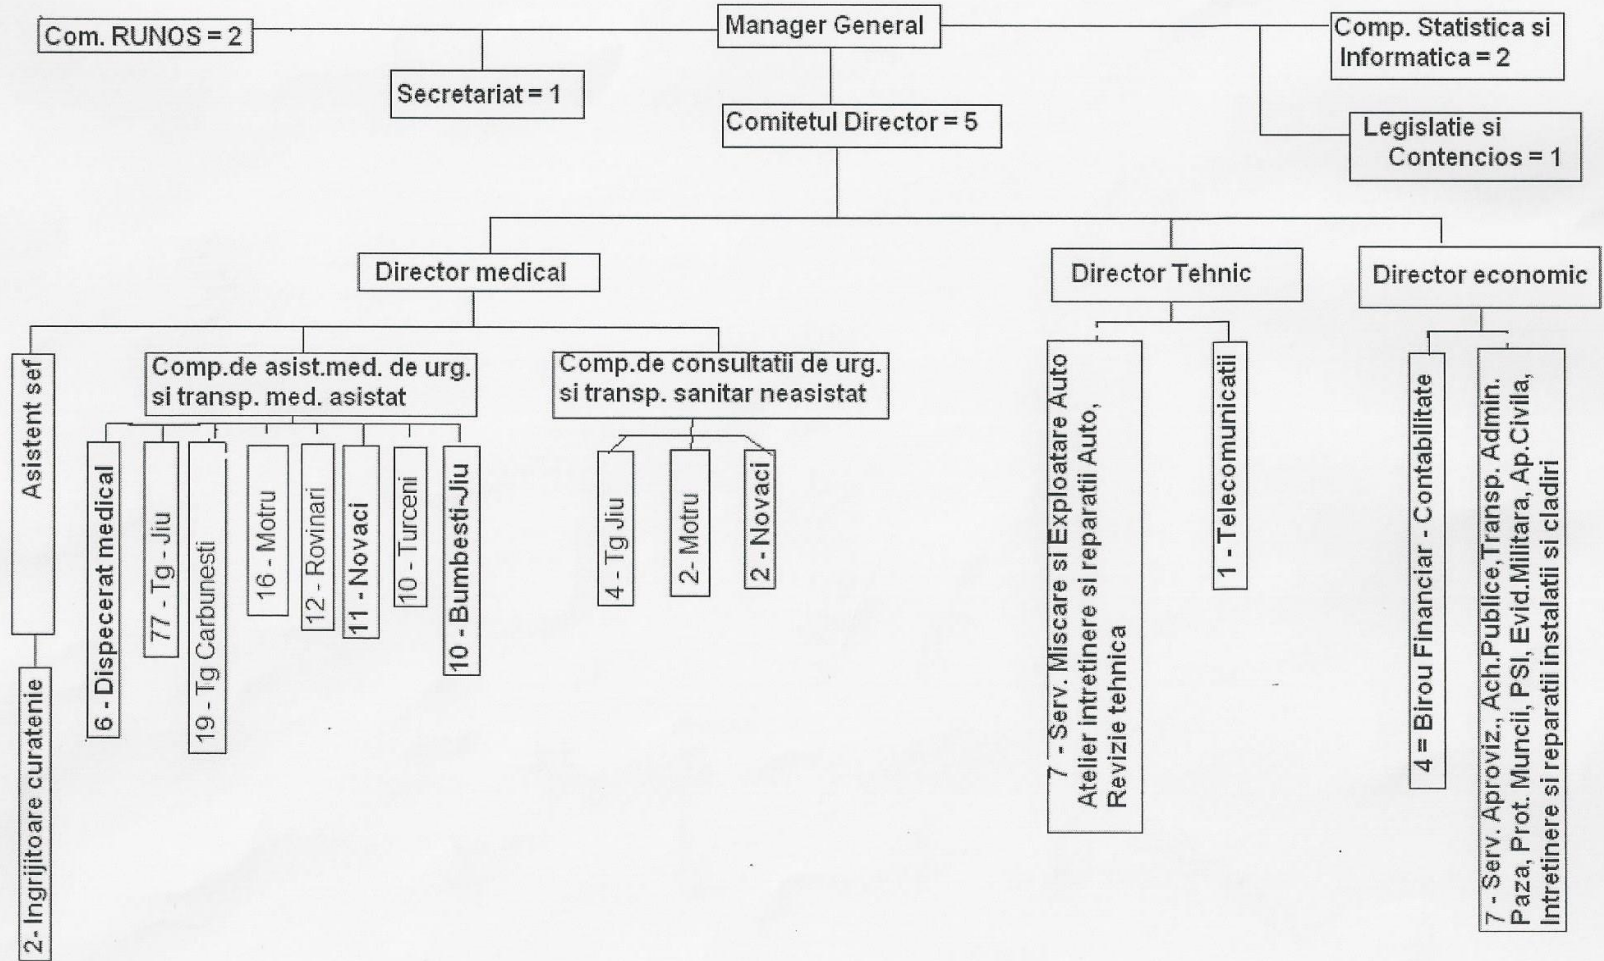 Manager General
Com. RUNOS = 2
Secretariat = 1
Comp. Statistica si
Informatica = 2
Comitetul Director = 5
Legislatie si
Contencios = 1
Director medical
Director Tehnic
Director economic
Asistent sef
Comp.de asist.med. de urg.
si transp. med. asistat
Comp.de consultatii de urg.
si transp. sanitar neasistat
2- Ingrijitoare curatenie
6 - Dispecerat medical
77 - Tg - Jiu
19 - Tg Carbunesti
16 - Motru
12 - Rovinari
11 - Novaci
10 - Turceni
10 - Bumbesti-Jiu
4 - Tg Jiu
2- Motru
2 - Novaci
7 - Serv. Miscare si Exploatare Auto
Atelier intretinere si reparatii Auto,
Revizie tehnica
1 - Telecomunicatii
4 = Birou Financiar - Contabilitate
7 - Serv. Aproviz., Ach.Publice,Transp. Admin.
Paza, Prot. Muncii, PSI, Evid.Militara, Ap.Civila,
Intretinere si reparatii instalatii si cladiri